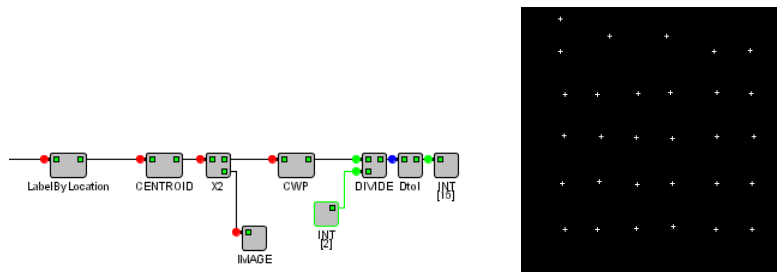 LabelByLocation CENTROID X2 CWP DIVIDE DtoI INT
[15]
INT
[2]
IMAGE